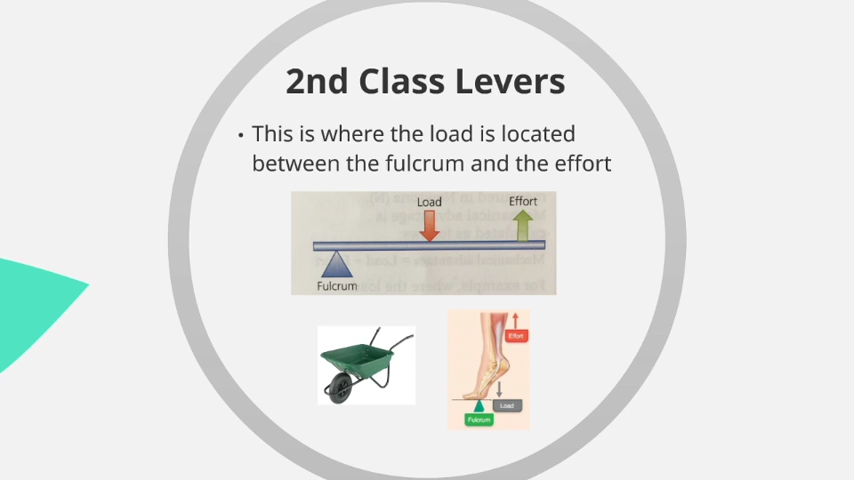 2nd Class Levers
• This is where the load is located
between the fulcrum and the effort
Load Effort
Fulcrum
Effort
Load
Fulcrum